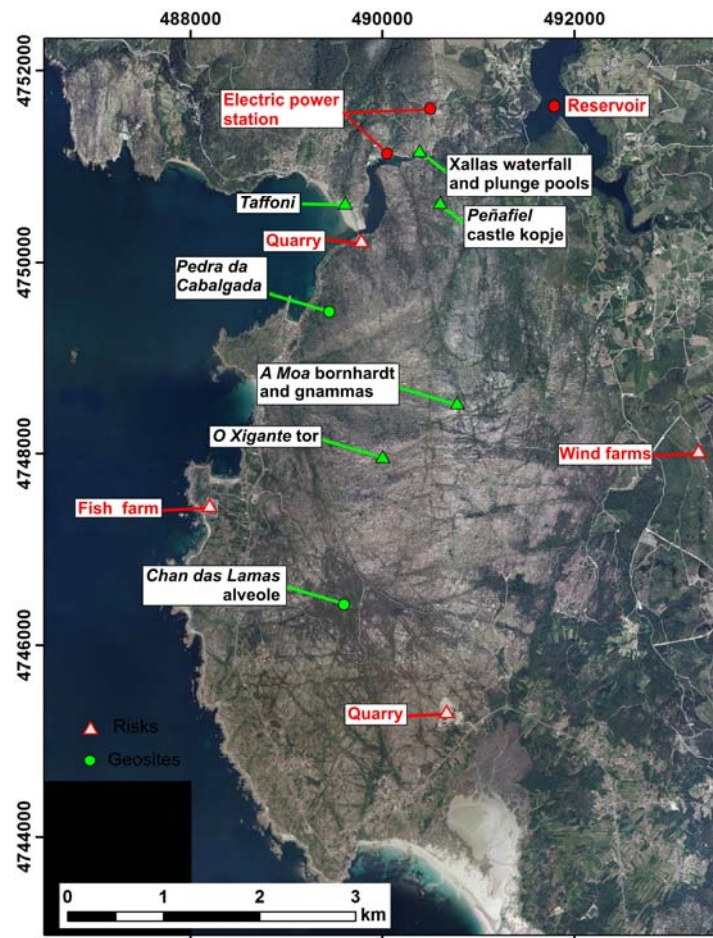 488000
490000
492000
4752000
Electric power
station
Reservoir
Xallas waterfall
and plunge pools
Taffoni
Peñafiel
castle kopje
Quarry
4750000
Pedra da
Cabalgada
A Moa bornhardt
and gnammas
O Xigante tor
4748000
Wind farms
Fish farm
Chan das Lamas
alveole
4746000
Quarry
Risks
Geosites
4744000
0 1 2 3
km